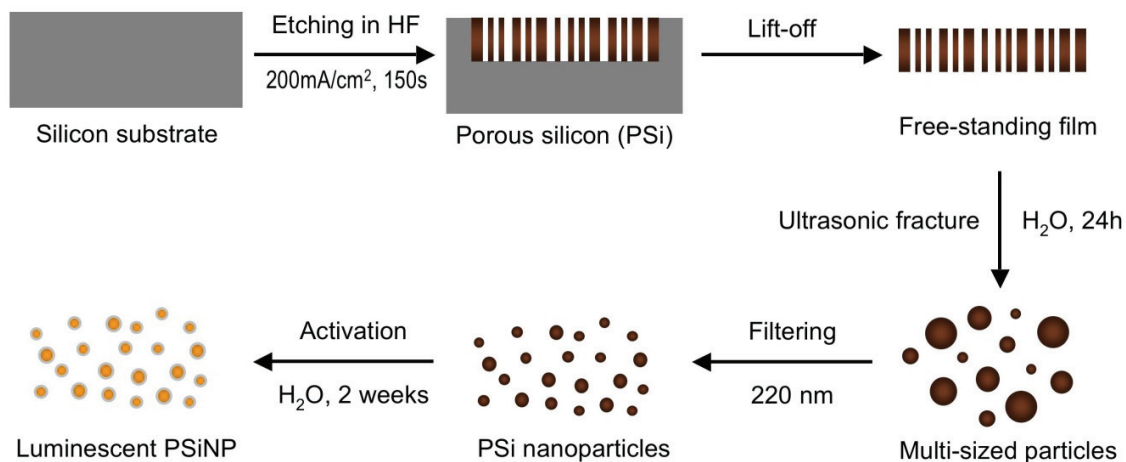 Etching in HF
200mA/cm², 150s
Lift-off
Silicon substrate
Porous silicon (PSi)
Free-standing film
Ultrasonic fracture
H₂O, 24h
Activation
H₂O, 2 weeks
Filtering
220 nm
Luminescent PSiNP
PSi nanoparticles
Multi-sized particles